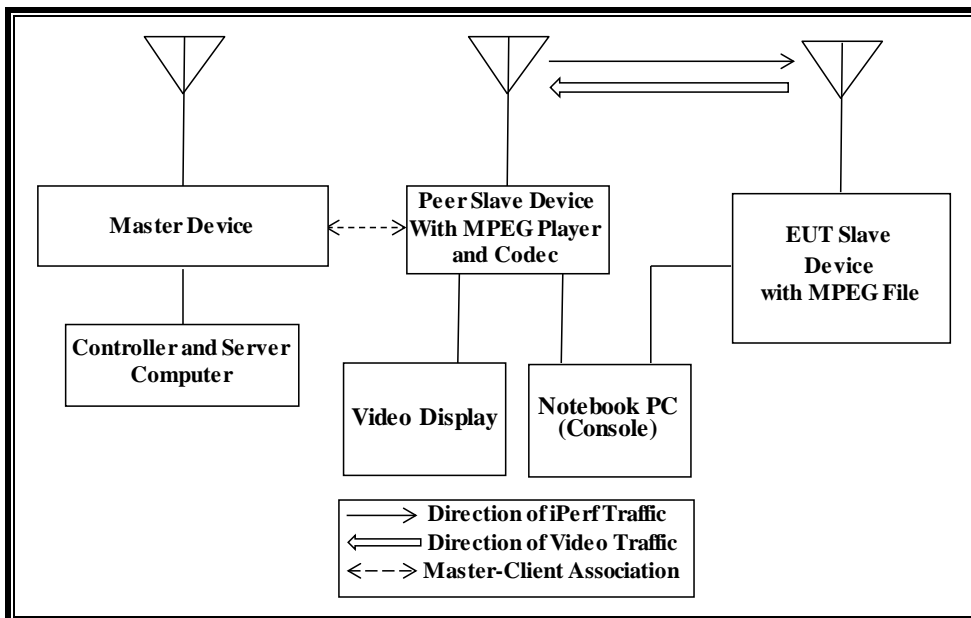 Master Device
Peer Slave Device
With MPEG Player
and Codec
EUT Slave
Device
with MPEG File
Controller and Server
Computer
Video Display
Notebook PC
(Console)
Direction of iPerf Traffic
Direction of Video Traffic
Master-Client Association